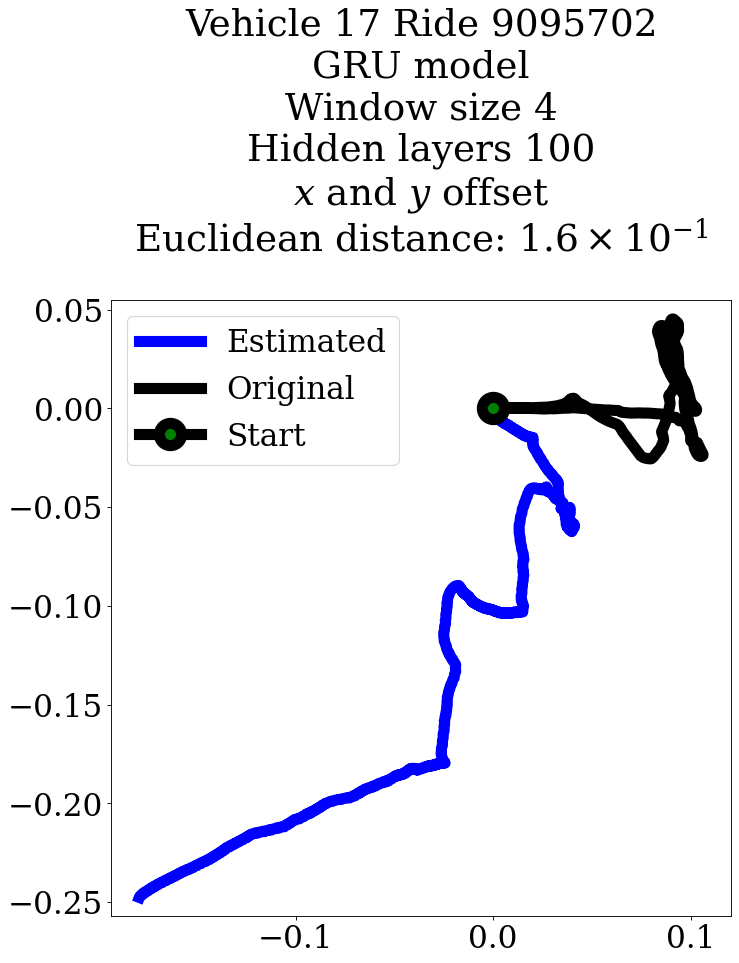 Vehicle 17 Ride 9095702
GRU model
Window size 4
Hidden layers 100
x and y offset
Euclidean distance: 1.6 × 10⁻¹
Estimated
Original
Start
0.05
0.00
−0.05
−0.10
−0.15
−0.20
−0.25
−0.1 0.0 0.1